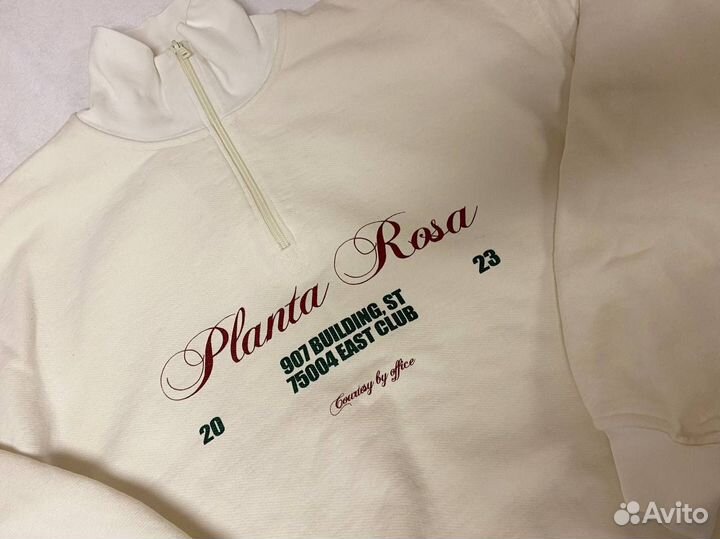 Planta Rosa
20
907 BUILDING, ST
75004 EAST CLUB
23
Courtesy by office
Avito